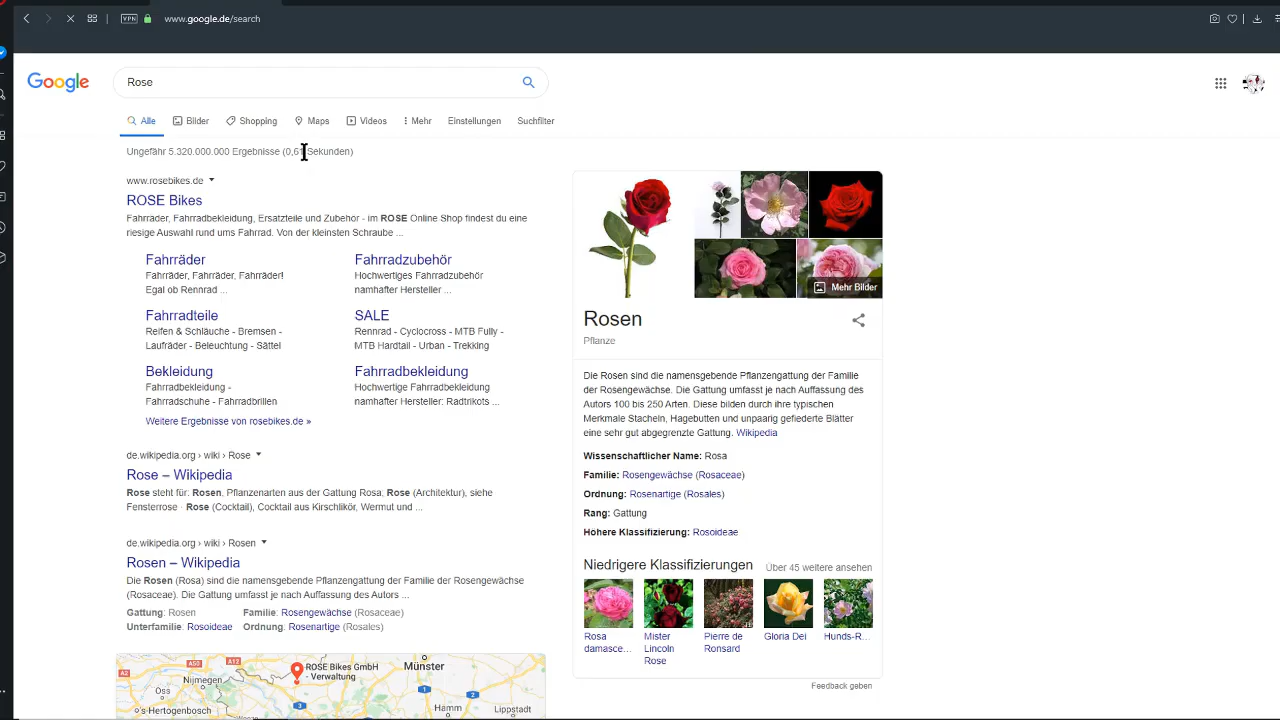 VPN www.google.de/search
Google Rose
Alle Bilder Shopping Maps Videos Mehr Einstellungen Suchfilter
Ungefähr 5.320.000.000 Ergebnisse (0,61 Sekunden)
www.rosebikes.de
ROSE Bikes
Fahrräder, Fahrradbekleidung, Ersatzteile und Zubehör - im ROSE Online Shop findest du eine
riesige Auswahl rund ums Fahrrad. Von der kleinsten Schraube ...
Fahrräder
Fahrräder, Fahrräder, Fahrräder!
Egal ob Rennrad ...
Fahrradzubehör
Hochwertiges Fahrradzubehör
namhafter Hersteller ...
Fahrradteile
Reifen & Schläuche - Bremsen -
Laufräder - Beleuchtung - Sättel
SALE
Rennrad - Cyclocross - MTB Fully -
MTB Hardtail - Urban - Trekking
Bekleidung
Fahrradbekleidung -
Fahrradschuhe - Fahrradbrillen
Fahrradbekleidung
Hochwertige Fahrradbekleidung
namhafter Hersteller: Radtrikots ...
Weitere Ergebnisse von rosebikes.de »
de.wikipedia.org › wiki › Rose
Rose – Wikipedia
Rose steht für: Rosen, Pflanzenarten aus der Gattung Rosa; Rose (Architektur), siehe
Fensterrose · Rose (Cocktail), Cocktail aus Kirschlikör, Wermut und ...
de.wikipedia.org › wiki › Rosen
Rosen – Wikipedia
Die Rosen (Rosa) sind die namensgebende Pflanzengattung der Familie der Rosengewächse
(Rosaceae). Die Gattung umfasst je nach Auffassung des Autors ...
Gattung: Rosen Familie: Rosengewächse (Rosaceae)
Unterfamilie: Rosoideae Ordnung: Rosenartige (Rosales)
A50 A12 ROSE Bikes GmbH Münster
A2 Nijmegen - Verwaltung
Oss 1 2
3 Hamm
's-Hertogenbosch Lippstadt
Mehr Bilder
Rosen
Pflanze
Die Rosen sind die namensgebende Pflanzengattung der Familie
der Rosengewächse. Die Gattung umfasst je nach Auffassung des
Autors 100 bis 250 Arten. Diese bilden durch ihre typischen
Merkmale Stacheln, Hagebutten und unpaarig gefiederte Blätter
eine sehr gut abgegrenzte Gattung. Wikipedia
Wissenschaftlicher Name: Rosa
Familie: Rosengewächse (Rosaceae)
Ordnung: Rosenartige (Rosales)
Rang: Gattung
Höhere Klassifizierung: Rosoideae
Niedrigere Klassifizierungen Über 45 weitere ansehen
Rosa
damasce...
Mister
Lincoln
Rose
Pierre de
Ronsard
Gloria Dei
Hunds-R...
Feedback geben